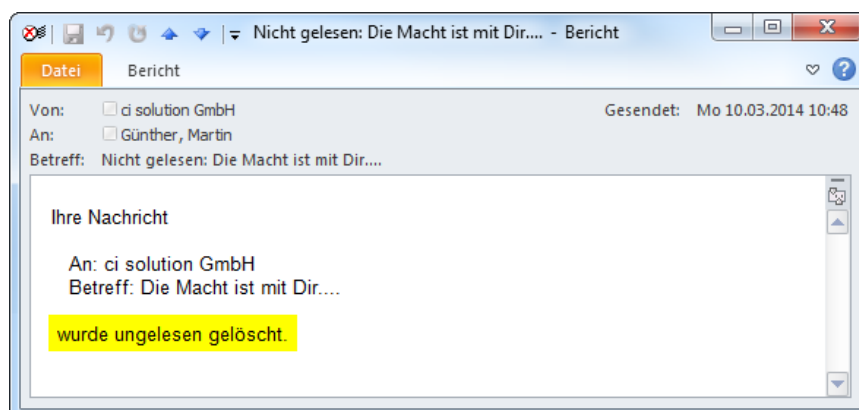 Nicht gelesen: Die Macht ist mit Dir.... - Bericht
Datei Bericht
Von: ci solution GmbH Gesendet: Mo 10.03.2014 10:48
An: Günther, Martin
Betreff: Nicht gelesen: Die Macht ist mit Dir....
Ihre Nachricht
An: ci solution GmbH
Betreff: Die Macht ist mit Dir....
wurde ungelesen gelöscht.